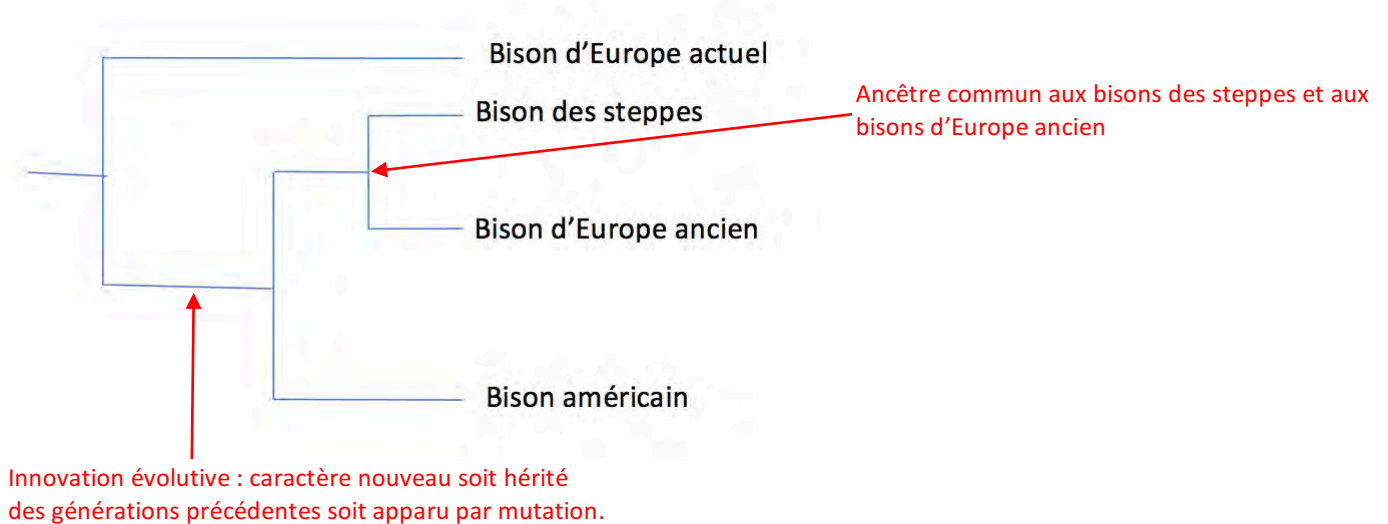 Bison d’Europe actuel
Bison des steppes
Ancêtre commun aux bisons des steppes et aux
bisons d’Europe ancien
Bison d’Europe ancien
Bison américain
Innovation évolutive : caractère nouveau soit hérité
des générations précédentes soit apparu par mutation.